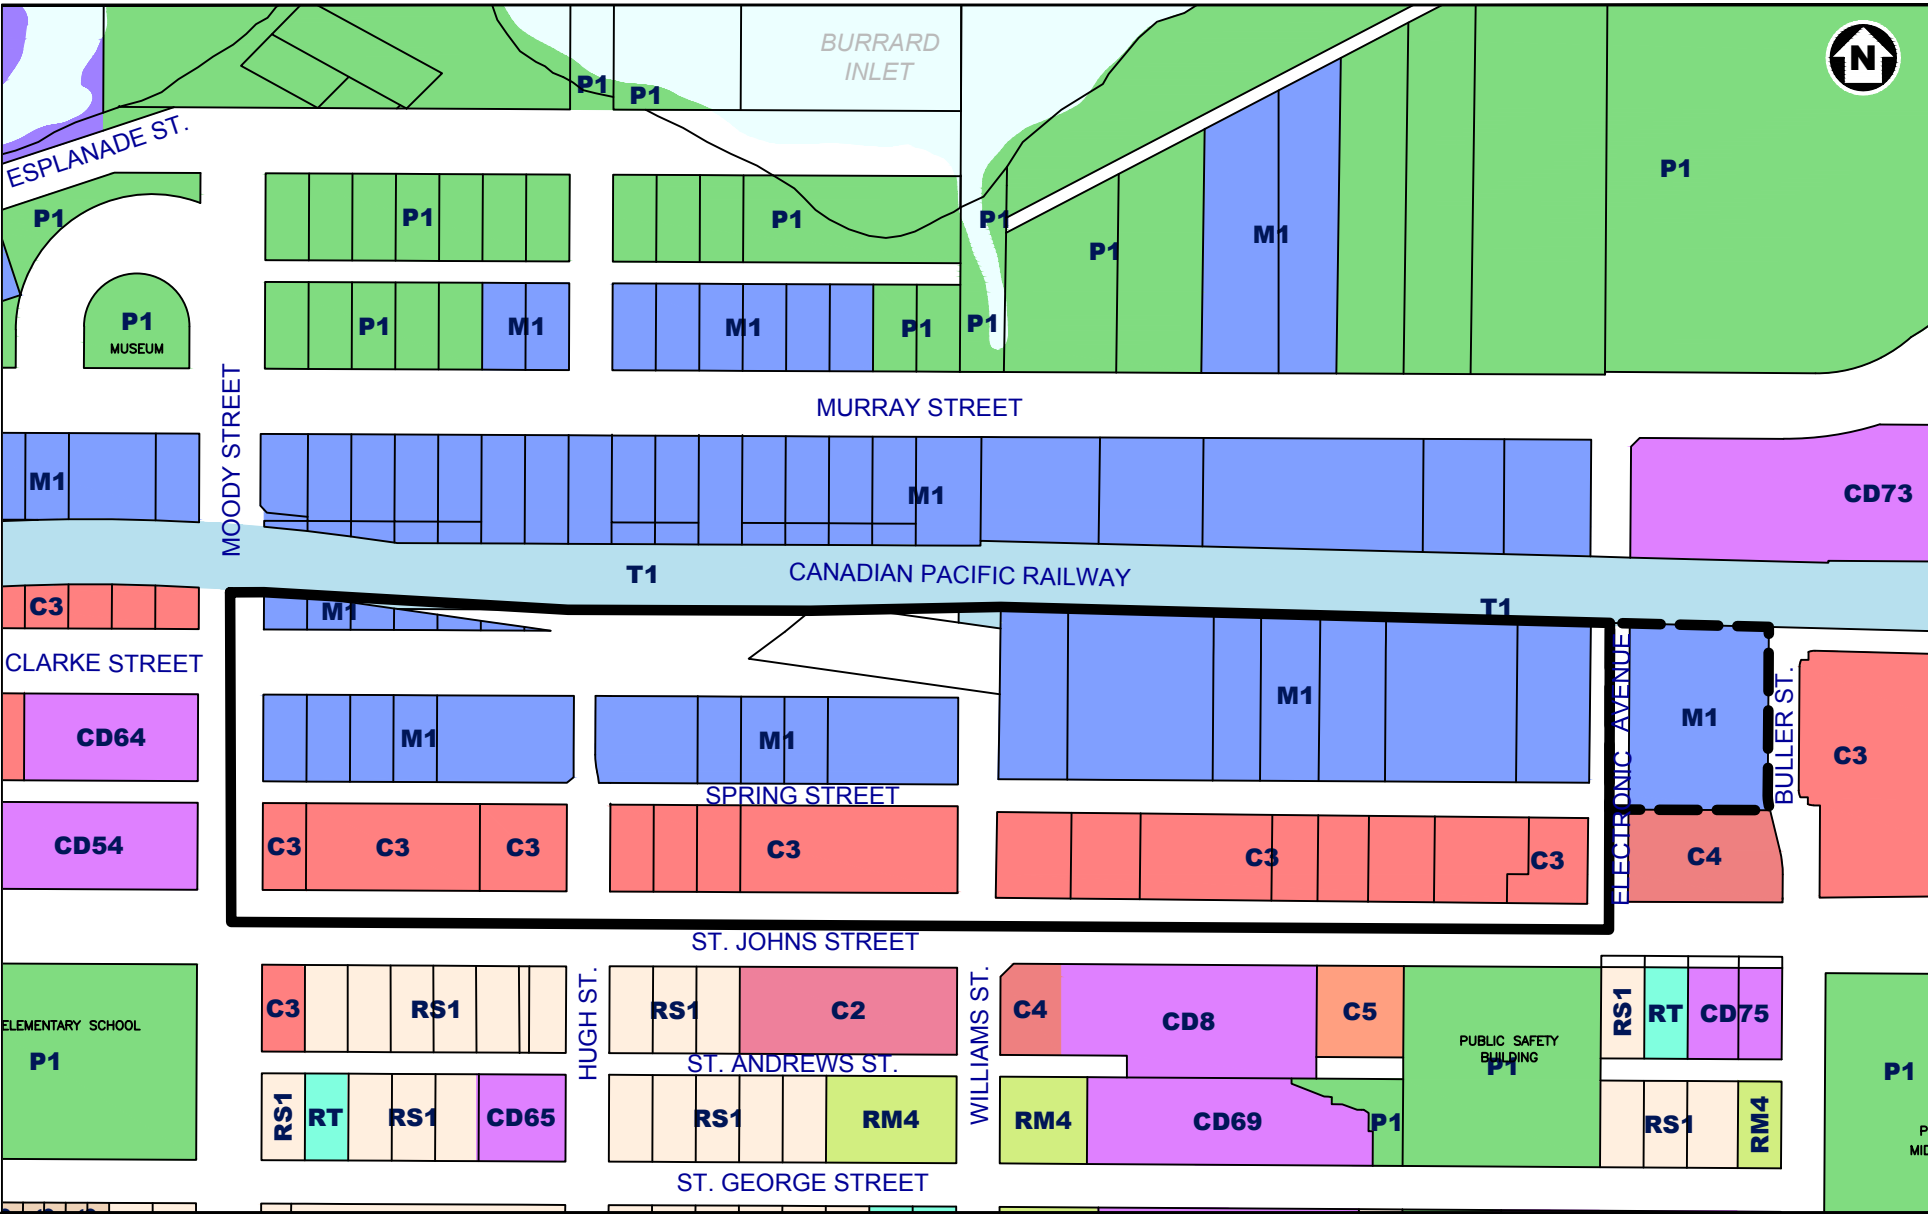 BURRARD
INLET
N
P1
P1
ESPLANADE ST.
P1
P1
P1
P1
P1
P1
M1
P1
MUSEUM
P1
M1
M1
P1
P1
MOODY STREET
MURRAY STREET
M1
M1
CD73
T1
CANADIAN PACIFIC RAILWAY
T1
C3
M1
CLARKE STREET
ELECTRONIC AVENUE
BULLER ST.
CD64
M1
M1
M1
M1
C3
SPRING STREET
CD54
C3
C3
C3
C3
C3
C3
C4
ST. JOHNS STREET
HUGH ST.
WILLIAMS ST.
ELEMENTARY SCHOOL
P1
C3
RS1
RS1
C2
C4
CD8
C5
PUBLIC SAFETY
BUILDING
P1
RS1
RT
CD75
P1
ST. ANDREWS ST.
RS1
RT
RS1
CD65
RS1
RM4
RM4
CD69
P1
RS1
RM4
ST. GEORGE STREET